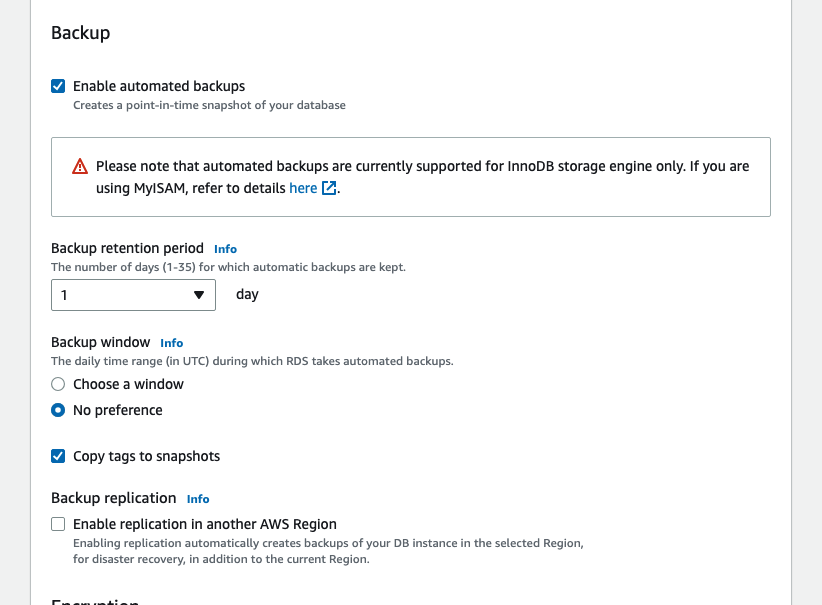 Backup
Enable automated backups
Creates a point-in-time snapshot of your database
Please note that automated backups are currently supported for InnoDB storage engine only. If you are
using MyISAM, refer to details here.
Backup retention period Info
The number of days (1-35) for which automatic backups are kept.
1 day
Backup window Info
The daily time range (in UTC) during which RDS takes automated backups.
Choose a window
No preference
Copy tags to snapshots
Backup replication Info
Enable replication in another AWS Region
Enabling replication automatically creates backups of your DB instance in the selected Region,
for disaster recovery, in addition to the current Region.
Encryption